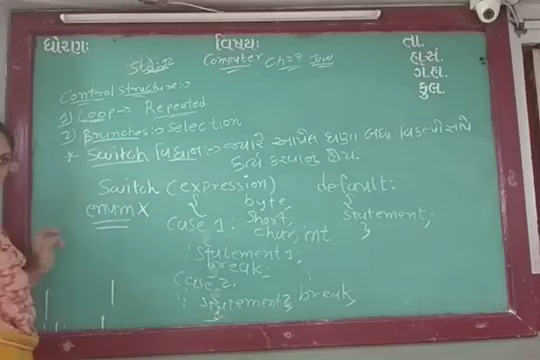 ધોરણઃ વિષયઃ તા.
Std-12 Computer ch=7 Java હા.સં.
ગે.હા.
કુલ.
Control structure :-
1) Loop -> Repeated
2) Brunches :- Selection
* Switch વિધાન :-> જ્યારે આપેલ ઘણા બધા વિકલ્પો સાથે
કાર્ય કરવાનું હોય.
Switch (expression) default:
{ byte, {
enum X case 1: short, statement;
char, int }
statement1,
break;
case 2.
: statement2, break,